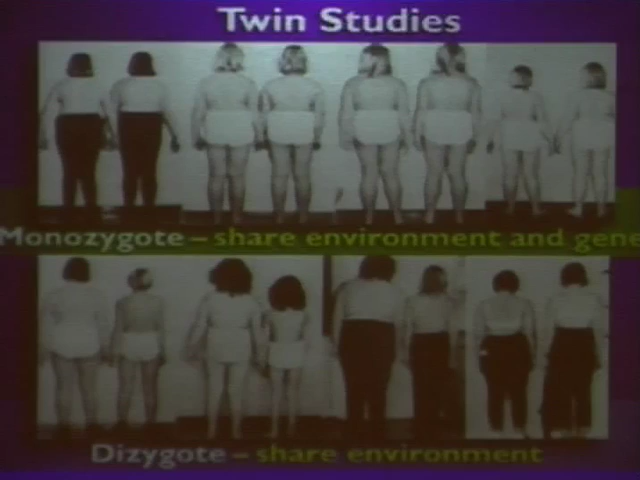 Twin Studies
Monozygote – share environment and gene
Dizygote – share environment